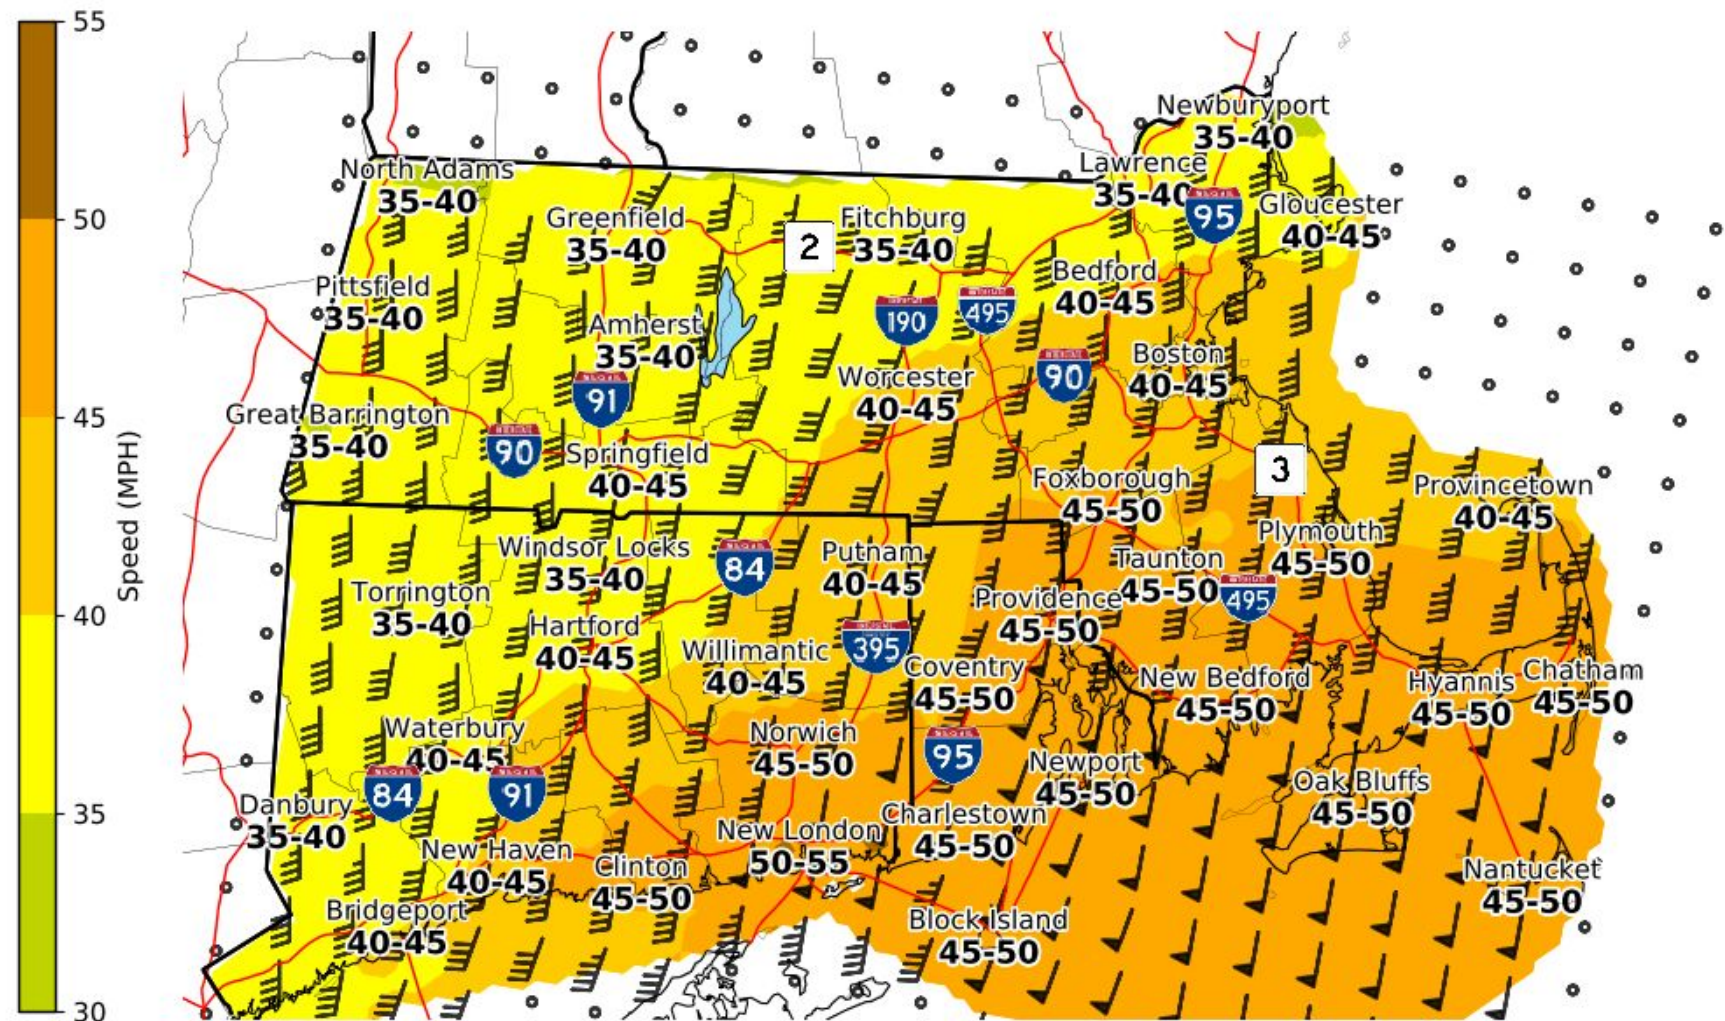 55
50
45
40
35
30
Speed (MPH)
Newburyport
35-40
North Adams
35-40
Lawrence
35-40
95
Gloucester
40-45
Greenfield
35-40
2
Fitchburg
35-40
Bedford
40-45
Pittsfield
35-40
190
495
Amherst
35-40
Boston
40-45
90
Worcester
40-45
91
Great Barrington
35-40
90
Springfield
40-45
3
Foxborough
45-50
Provincetown
40-45
Plymouth
45-50
Windsor Locks
35-40
84
Putnam
40-45
Taunton
45-50
495
Torrington
35-40
Providence
45-50
Hartford
40-45
Willimantic
40-45
395
Coventry
45-50
New Bedford
45-50
Hyannis
45-50
Chatham
45-50
Waterbury
40-45
Norwich
45-50
95
Newport
45-50
84
91
Oak Bluffs
45-50
Danbury
35-40
New London
50-55
Charlestown
45-50
New Haven
40-45
Clinton
45-50
Nantucket
45-50
Bridgeport
40-45
Block Island
45-50